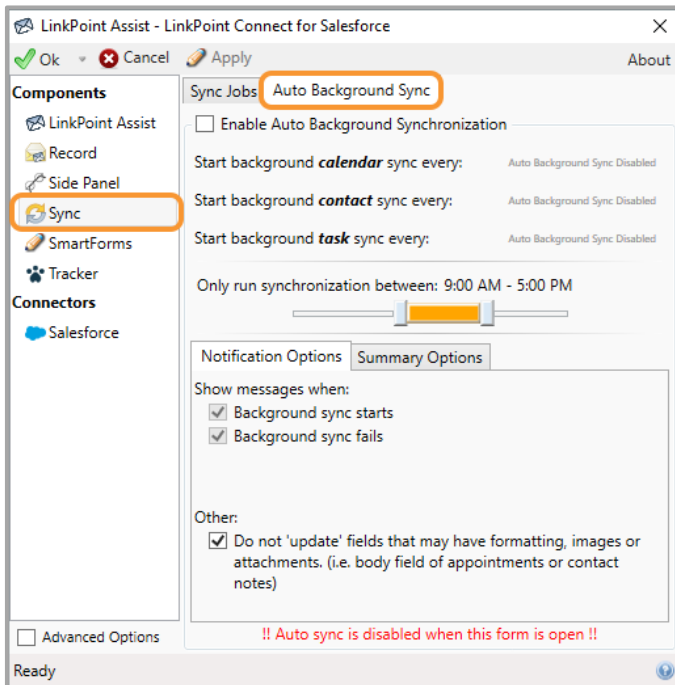 LinkPoint Assist - LinkPoint Connect for Salesforce
Ok Cancel Apply About
Components
LinkPoint Assist
Record
Side Panel
Sync
SmartForms
Tracker
Connectors
Salesforce
Advanced Options
Sync Jobs Auto Background Sync
Enable Auto Background Synchronization
Start background calendar sync every: Auto Background Sync Disabled
Start background contact sync every: Auto Background Sync Disabled
Start background task sync every: Auto Background Sync Disabled
Only run synchronization between: 9:00 AM - 5:00 PM
Notification Options Summary Options
Show messages when:
Background sync starts
Background sync fails
Other:
Do not 'update' fields that may have formatting, images or
attachments. (i.e. body field of appointments or contact
notes)
!! Auto sync is disabled when this form is open !!
Ready